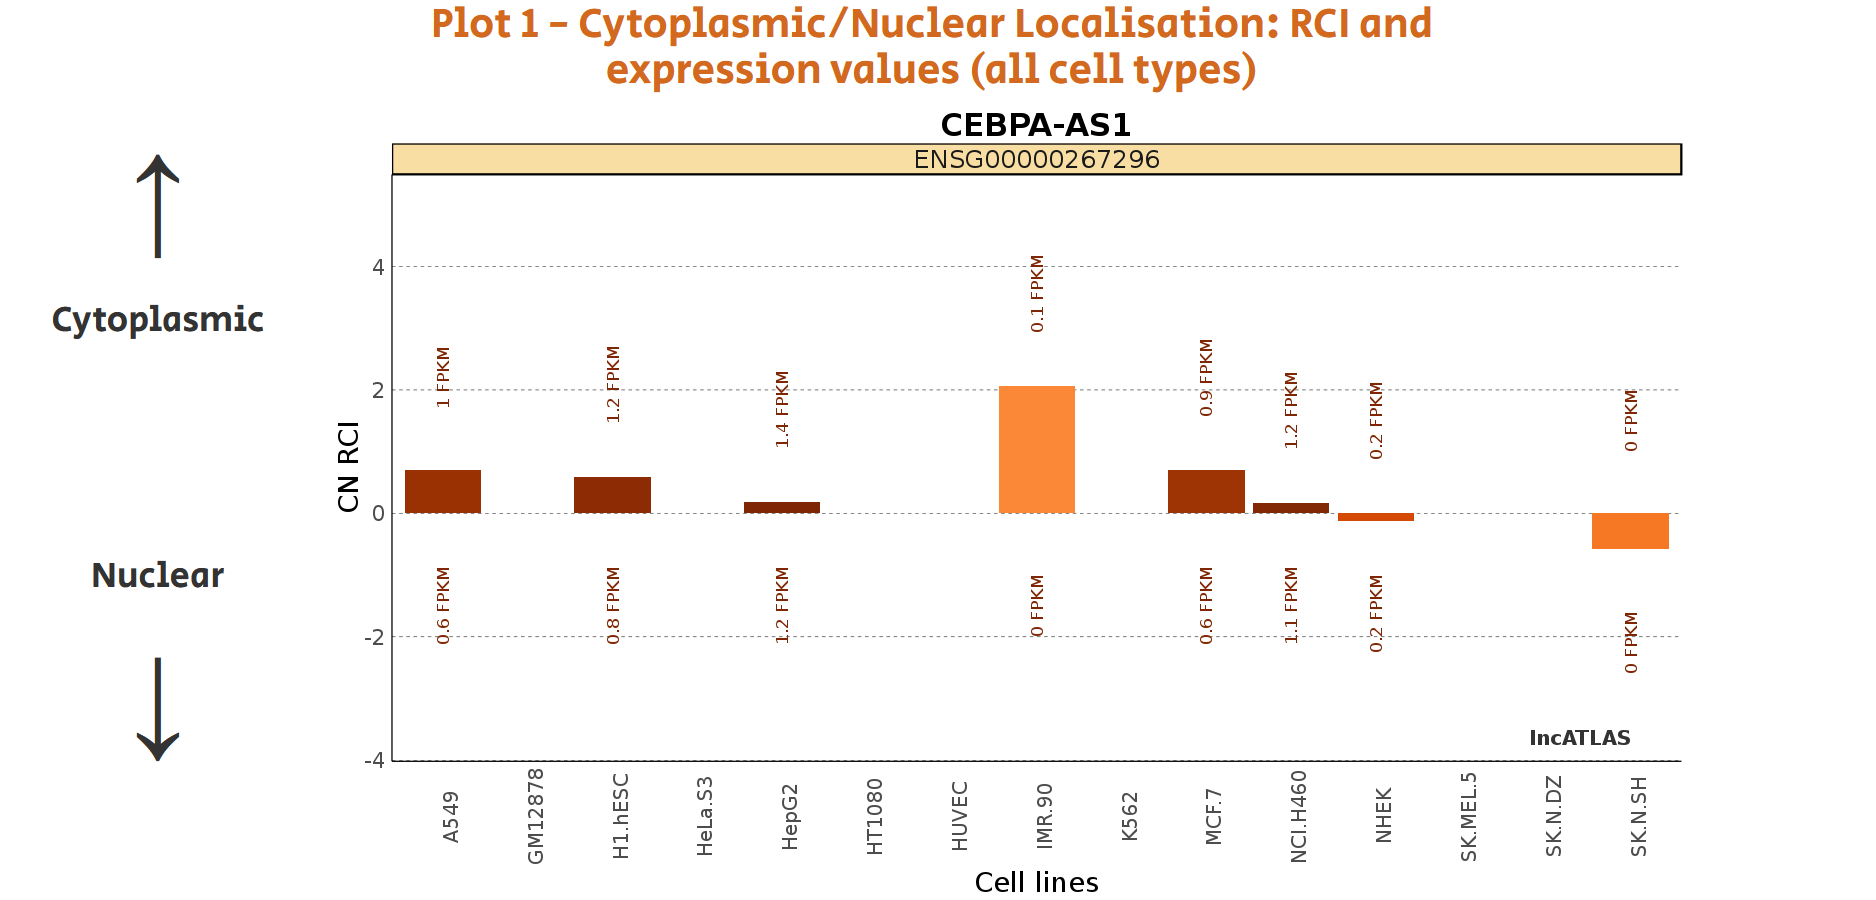 Plot 1 – Cytoplasmic/Nuclear Localisation: RCI and
expression values (all cell types)
CEBPA-AS1
ENSG00000267296
Cytoplasmic
Nuclear
CN RCI
4
2
0
-2
-4
1 FPKM
1.2 FPKM
1.4 FPKM
0.1 FPKM
0.9 FPKM
1.2 FPKM
0.2 FPKM
0 FPKM
0.6 FPKM
0.8 FPKM
1.2 FPKM
0 FPKM
0.6 FPKM
1.1 FPKM
0.2 FPKM
0 FPKM
lncATLAS
A549
GM12878
H1.hESC
HeLa.S3
HepG2
HT1080
HUVEC
IMR.90
K562
MCF.7
NCI.H460
NHEK
SK.MEL.5
SK.N.DZ
SK.N.SH
Cell lines